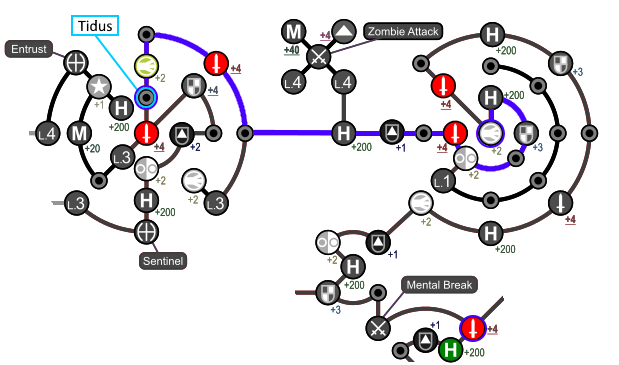 Tidus
Entrust
Zombie Attack
M
+40
+4
H
+200
+2
+4
+4
+3
+1
H
+200
L.4
L.4
+4
H
+200
L.4
M
+20
+4
L.3
+2
H
+200
+1
+4
+2
+2
+3
L.1
+2
L.3
H
+200
+2
L.3
+2
+4
Sentinel
+2
+1
H
+200
H
+200
+3
Mental Break
+1
+4
H
+200